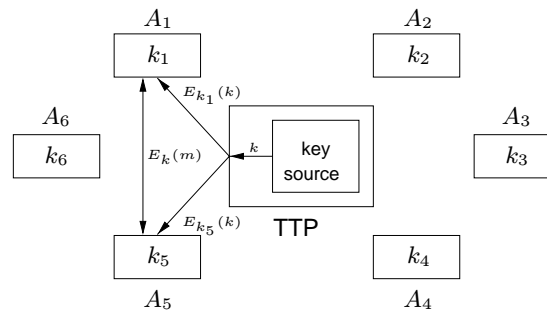 A₁
k₁
A₂
k₂
E_{k₁}(k)
A₆
k₆
E_k(m)
k
key
source
A₃
k₃
E_{k₅}(k)
TTP
k₅
A₅
k₄
A₄